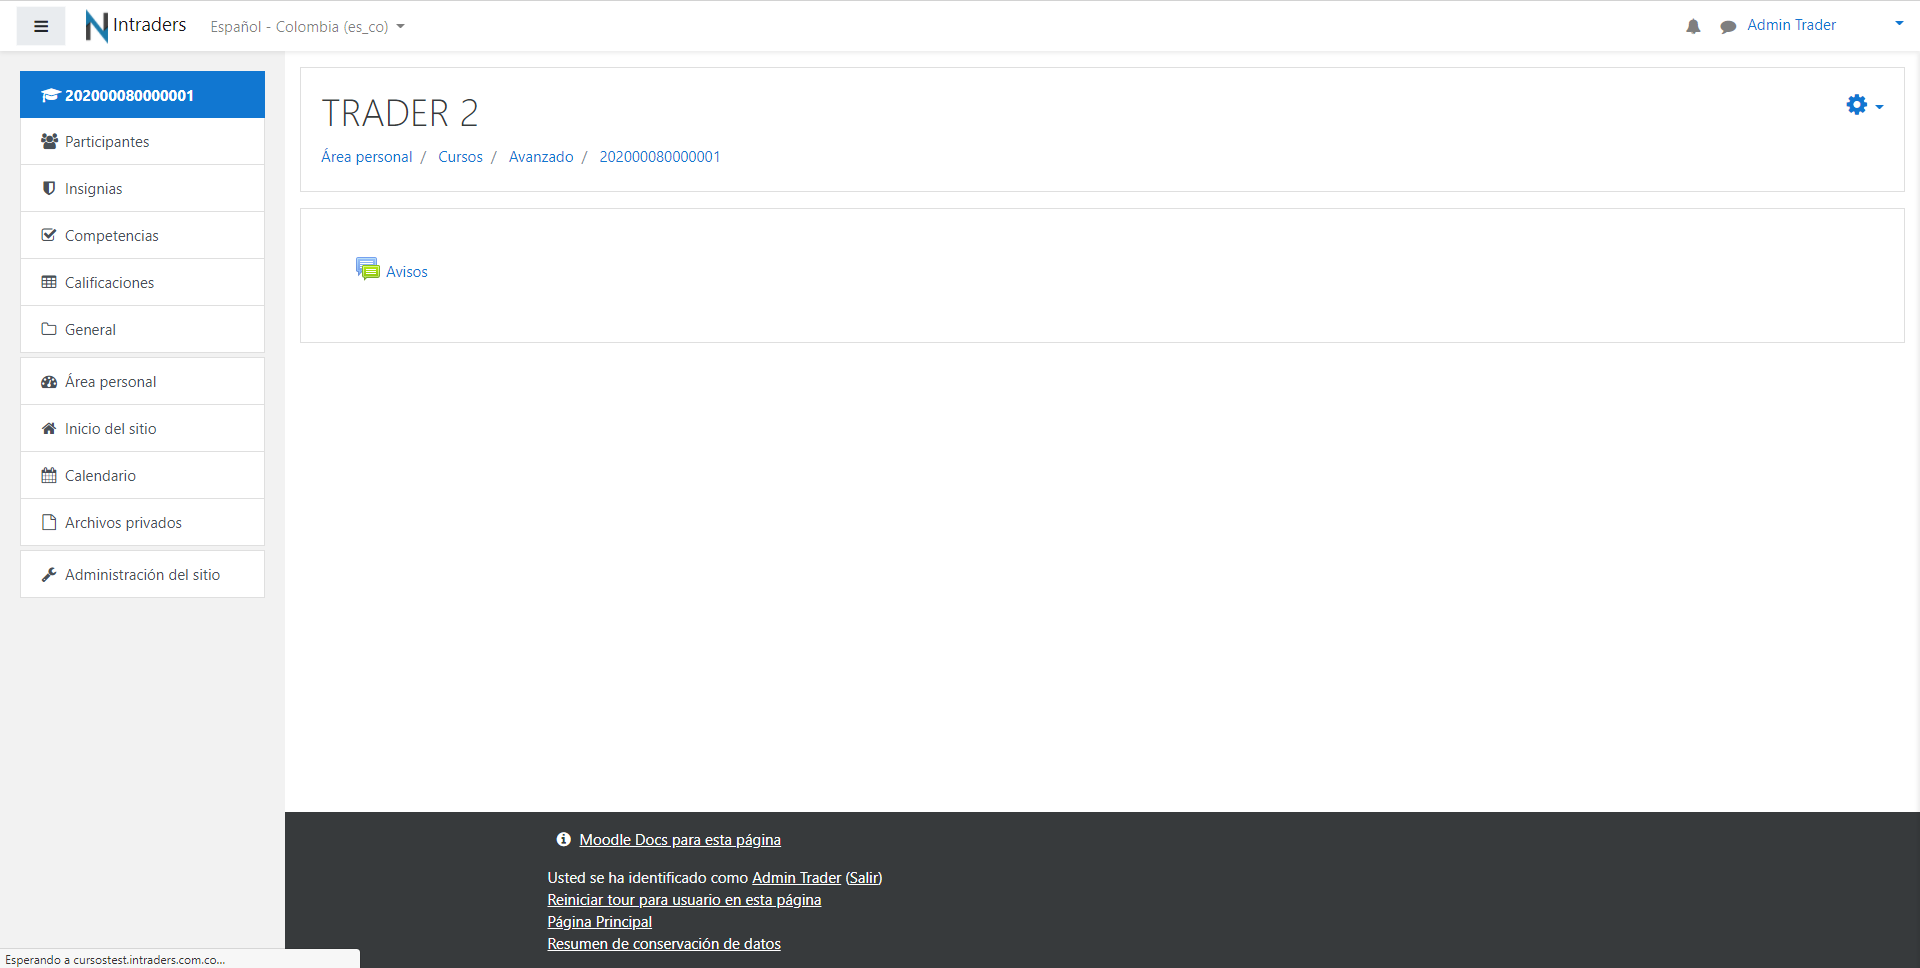 Intraders Español - Colombia (es_co) Admin Trader
202000080000001
Participantes
Insignias
Competencias
Calificaciones
General
Área personal
Inicio del sitio
Calendario
Archivos privados
Administración del sitio
TRADER 2
Área personal / Cursos / Avanzado / 202000080000001
Avisos
Moodle Docs para esta página
Usted se ha identificado como Admin Trader (Salir)
Reiniciar tour para usuario en esta página
Página Principal
Resumen de conservación de datos
Esperando a cursostest.intraders.com.co...